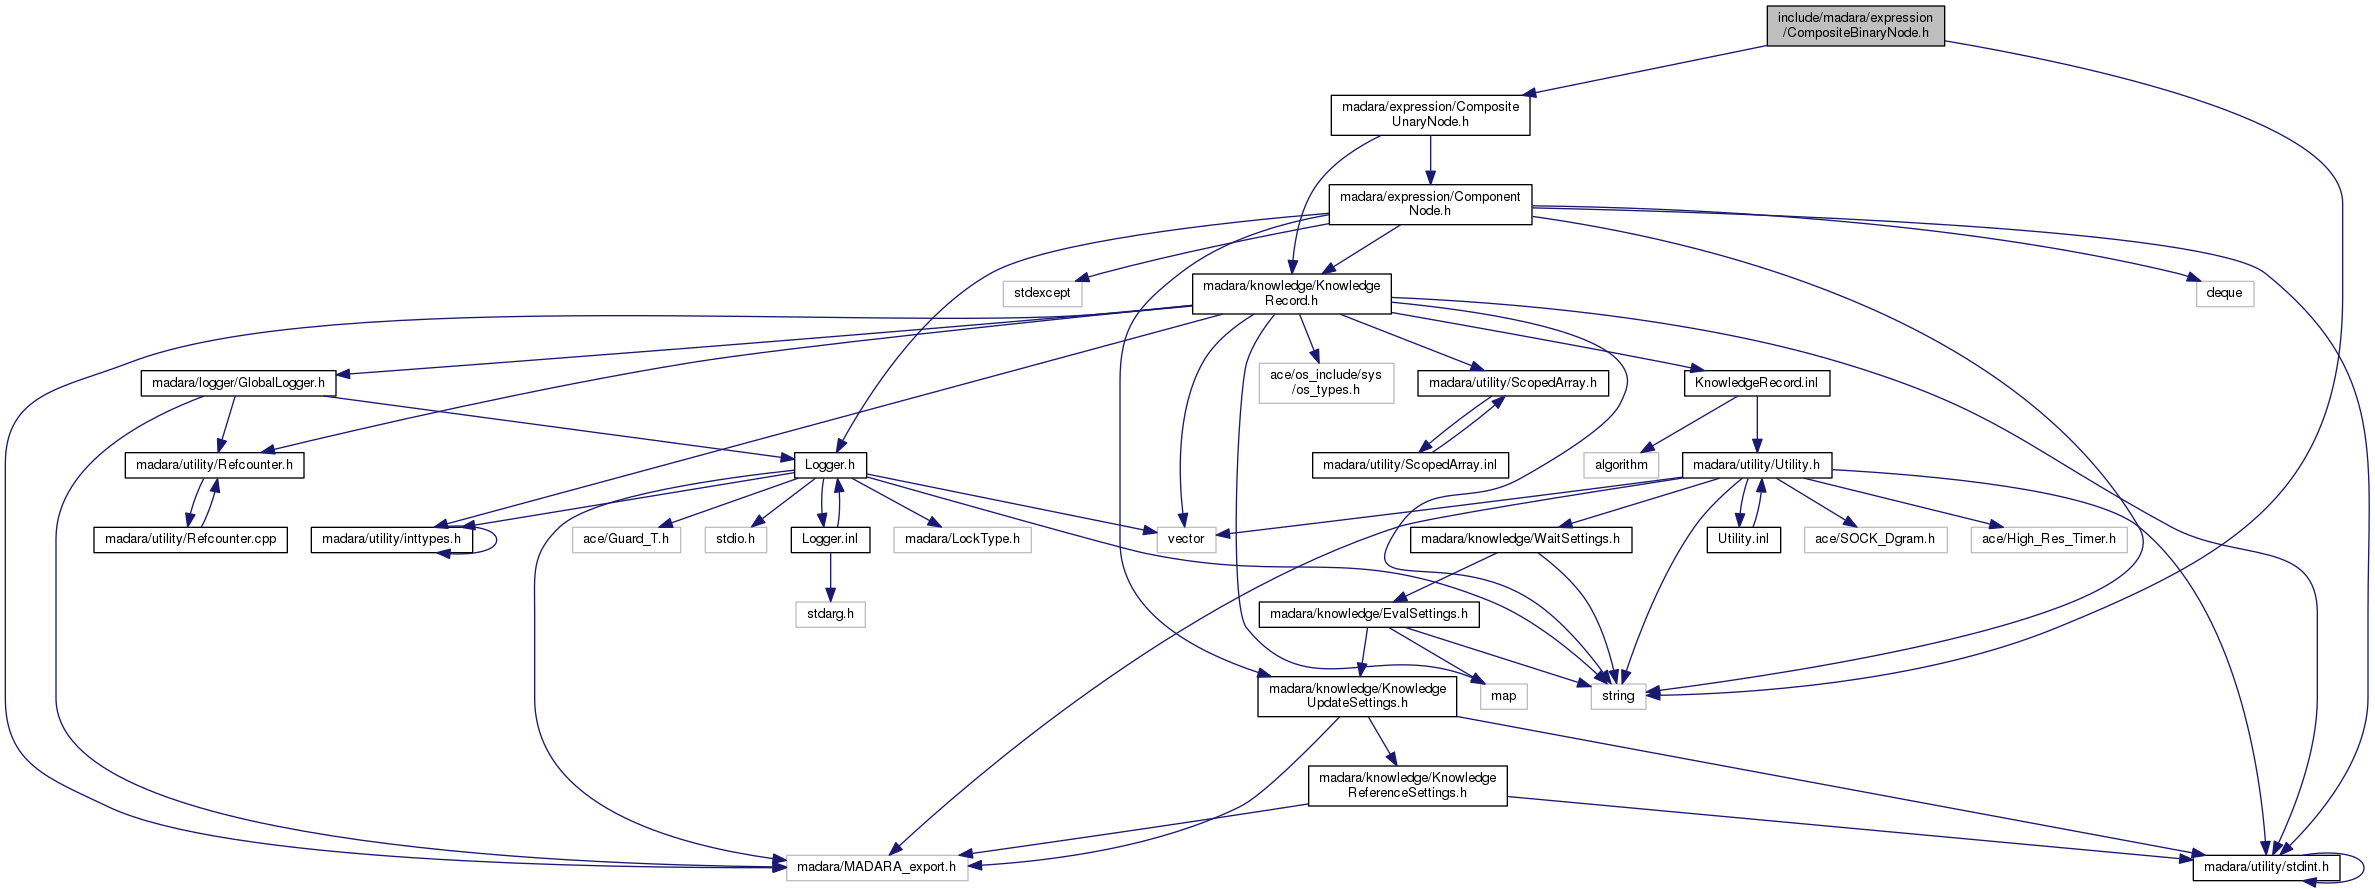 include/madara/expression
/CompositeBinaryNode.h
madara/expression/Composite
UnaryNode.h
madara/expression/Component
Node.h
stdexcept
madara/knowledge/Knowledge
Record.h
deque
madara/logger/GlobalLogger.h
ace/os_include/sys
/os_types.h
madara/utility/ScopedArray.h
KnowledgeRecord.inl
madara/utility/Refcounter.h
Logger.h
madara/utility/ScopedArray.inl
algorithm
madara/utility/Utility.h
madara/utility/Refcounter.cpp
madara/utility/inttypes.h
ace/Guard_T.h
stdio.h
Logger.inl
madara/LockType.h
vector
madara/knowledge/WaitSettings.h
Utility.inl
ace/SOCK_Dgram.h
ace/High_Res_Timer.h
stdarg.h
madara/knowledge/EvalSettings.h
madara/knowledge/Knowledge
UpdateSettings.h
map
string
madara/knowledge/Knowledge
ReferenceSettings.h
madara/MADARA_export.h
madara/utility/stdint.h